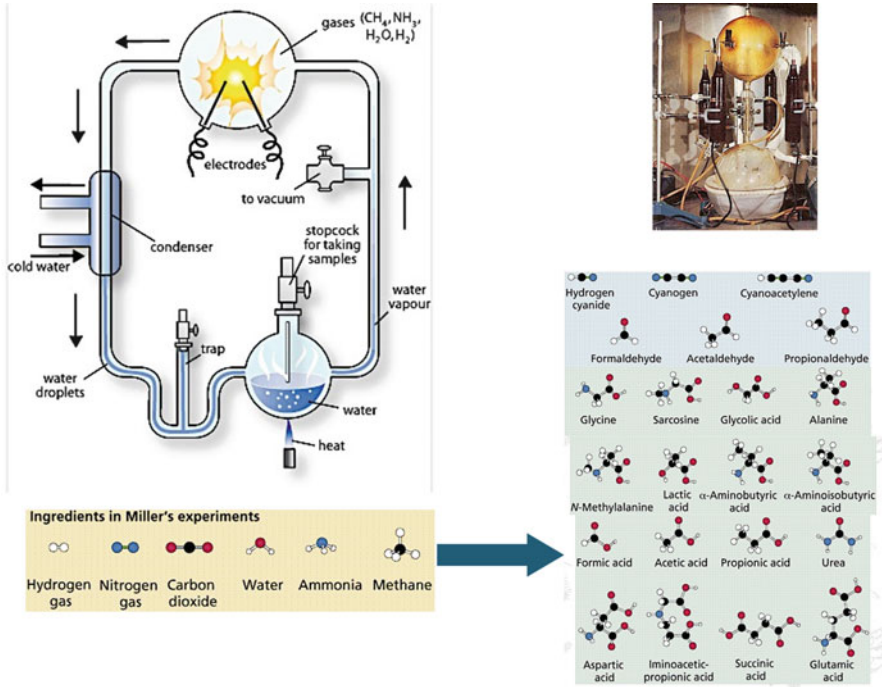 gases (CH₄, NH₃,
H₂O, H₂)
electrodes
to vacuum
condenser
stopcock
for taking
samples
cold water
water
vapour
trap
water
droplets
water
heat
Ingredients in Miller's experiments
Hydrogen
gas
Nitrogen
gas
Carbon
dioxide
Water
Ammonia
Methane
Hydrogen
cyanide
Cyanogen
Cyanoacetylene
Formaldehyde
Acetaldehyde
Propionaldehyde
Glycine
Sarcosine
Glycolic acid
Alanine
N-Methylalanine
Lactic
acid
α-Aminobutyric
acid
α-Aminoisobutyric
acid
Formic acid
Acetic acid
Propionic acid
Urea
Aspartic
acid
Iminoacetic-
propionic acid
Succinic
acid
Glutamic
acid